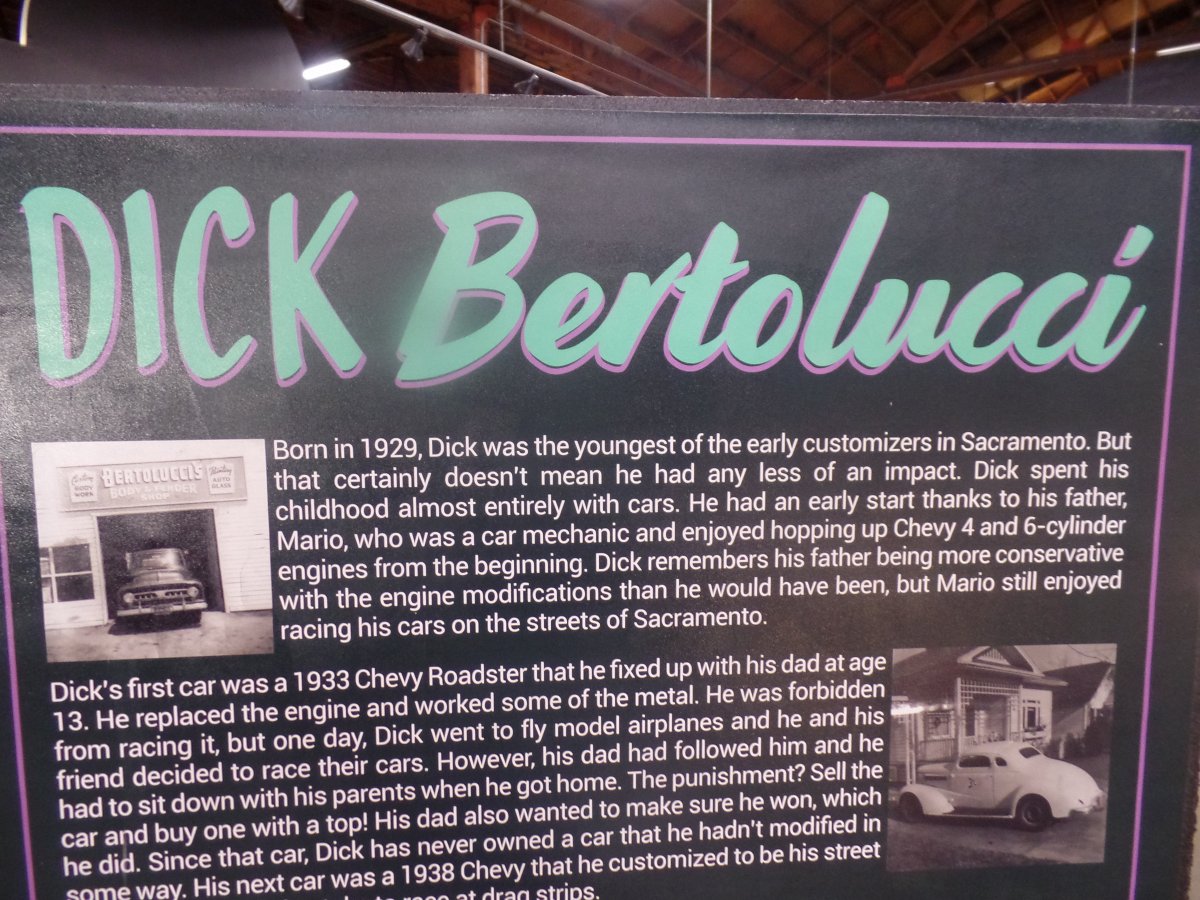 DICK Bertolucci
Custom BODY WORK
BERTOLUCCI'S
BODY & FENDER
SHOP
Painting AUTO GLASS
Born in 1929, Dick was the youngest of the early customizers in Sacramento. But
that certainly doesn't mean he had any less of an impact. Dick spent his
childhood almost entirely with cars. He had an early start thanks to his father,
Mario, who was a car mechanic and enjoyed hopping up Chevy 4 and 6-cylinder
engines from the beginning. Dick remembers his father being more conservative
with the engine modifications than he would have been, but Mario still enjoyed
racing his cars on the streets of Sacramento.
Dick's first car was a 1933 Chevy Roadster that he fixed up with his dad at age
13. He replaced the engine and worked some of the metal. He was forbidden
from racing it, but one day, Dick went to fly model airplanes and he and his
friend decided to race their cars. However, his dad had followed him and he
had to sit down with his parents when he got home. The punishment? Sell the
car and buy one with a top! His dad also wanted to make sure he won, which
he did. Since that car, Dick has never owned a car that he hadn't modified in
some way. His next car was a 1938 Chevy that he customized to be his street
to race at drag strips.